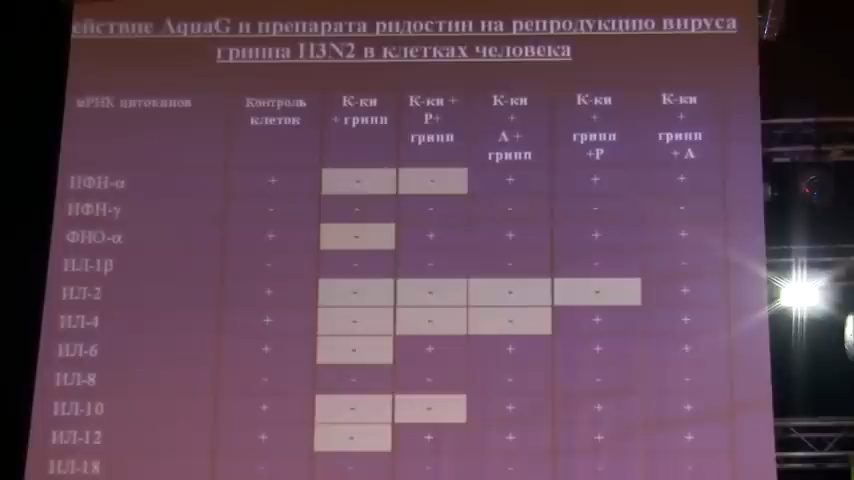 ействие AquaG и препарата ридостин на репродукцию вируса
гриппа H3N2 в клетках человека
мРНК цитокинов Контроль клеток К-ки + грипп К-ки + Р+ грипп К-ки + А + грипп К-ки + грипп +Р К-ки + грипп + А
ИФН-α + - - + + +
ИФН-γ - - - - - -
ФНО-α + - + + + +
ИЛ-1β - - - - - -
ИЛ-2 + - - - - +
ИЛ-4 + - - - + +
ИЛ-6 + - + + + +
ИЛ-8 - - - - - -
ИЛ-10 + - - + + +
ИЛ-12 + - + + + +
ИЛ-18 - - - - - -